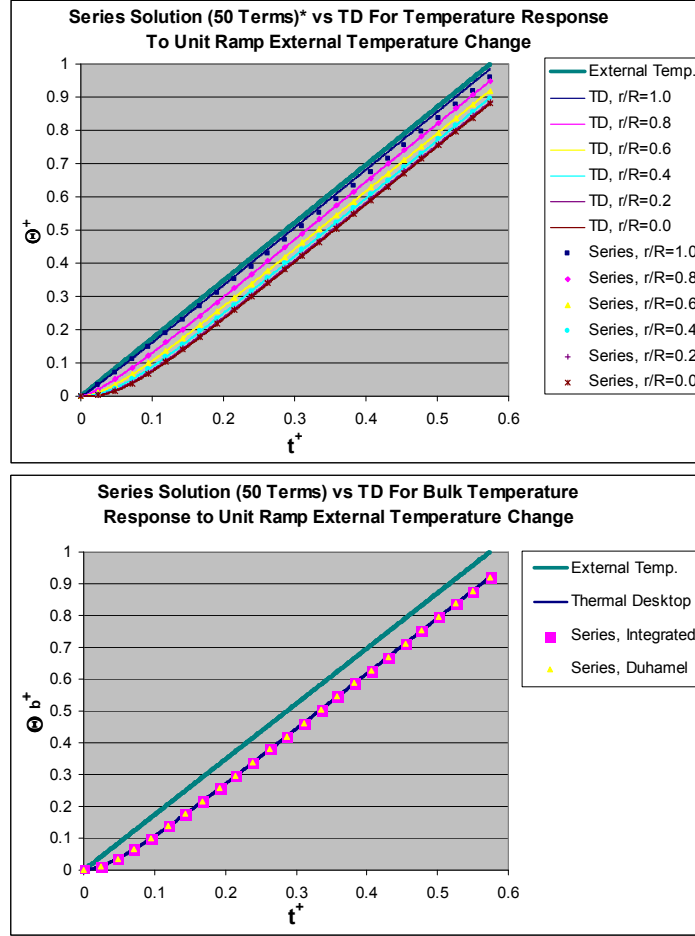 Series Solution (50 Terms)* vs TD For Temperature Response
To Unit Ramp External Temperature Change
1
0.9
0.8
0.7
0.6
0.5
0.4
0.3
0.2
0.1
0
Θ+
0 0.1 0.2 0.3 0.4 0.5 0.6
t+
External Temp.
TD, r/R=1.0
TD, r/R=0.8
TD, r/R=0.6
TD, r/R=0.4
TD, r/R=0.2
TD, r/R=0.0
Series, r/R=1.0
Series, r/R=0.8
Series, r/R=0.6
Series, r/R=0.4
Series, r/R=0.2
Series, r/R=0.0
Series Solution (50 Terms) vs TD For Bulk Temperature
Response to Unit Ramp External Temperature Change
1
0.9
0.8
0.7
0.6
0.5
0.4
0.3
0.2
0.1
0
Θb+
0 0.1 0.2 0.3 0.4 0.5 0.6
t+
External Temp.
Thermal Desktop
Series, Integrated
Series, Duhamel